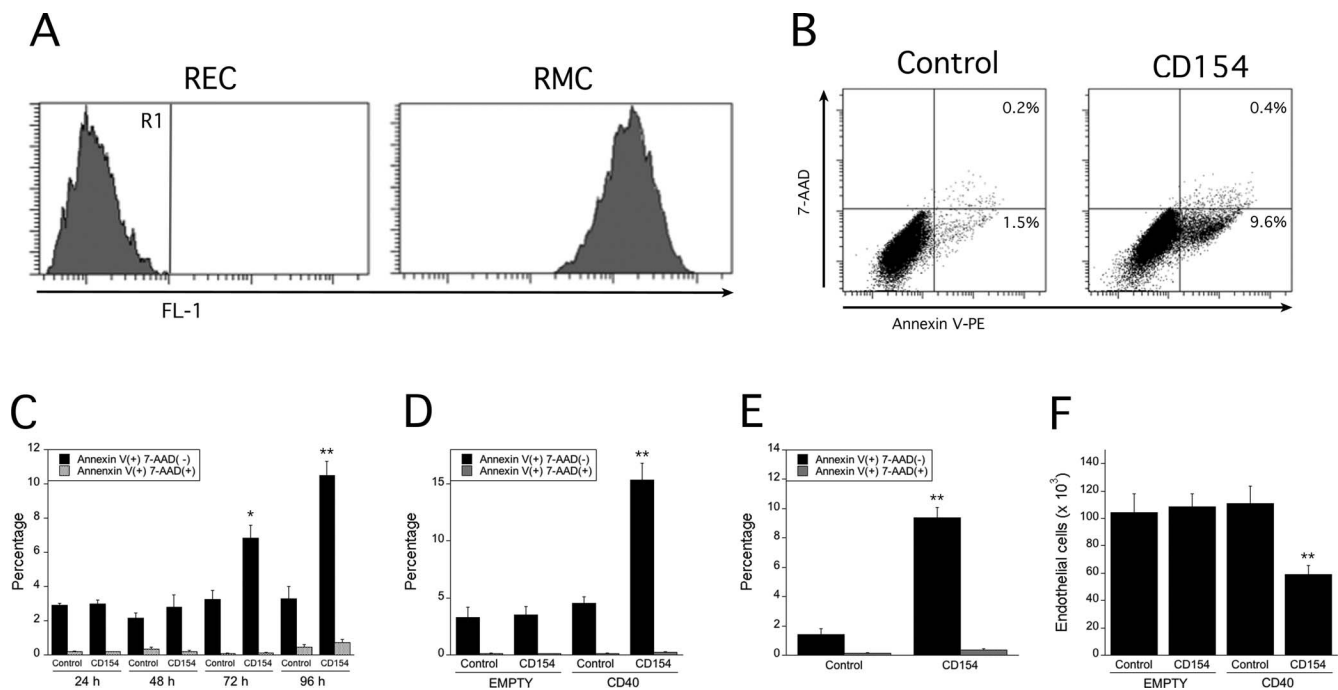 A
REC
RMC
R1
FL-1
B
Control
CD154
7-AAD
0.2%
1.5%
0.4%
9.6%
Annexin V-PE
C
Annexin V(+) 7-AAD( -)
Annenxin V(+) 7-AAD(+)
Percentage
12
10
8
6
4
2
0
Control CD154 Control CD154 Control CD154 Control CD154
24 h 48 h 72 h 96 h
*
**
D
Annexin V(+) 7-AAD(-)
Annexin V(+) 7-AAD(+)
Percentage
15
10
5
0
**
Control CD154 Control CD154
EMPTY CD40
E
Annexin V(+) 7-AAD(-)
Annexin V(+) 7-AAD(+)
Percentage
14
12
10
8
6
4
2
0
**
Control CD154
F
Endothelial cells (x 10³)
140
120
100
80
60
40
20
0
**
Control CD154 Control CD154
EMPTY CD40